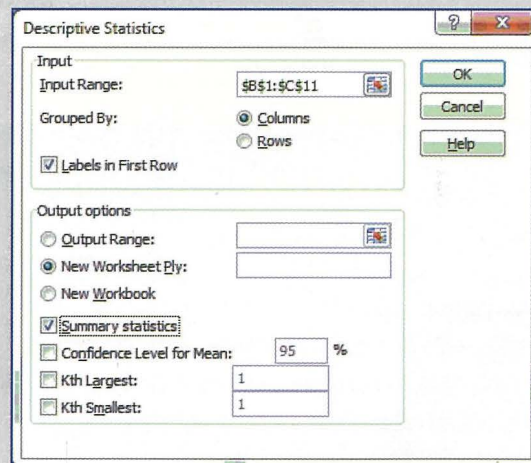 Descriptive Statistics
?
X
Input
Input Range:
$B$1:$C$11
OK
Grouped By:
Columns
Cancel
Rows
Help
Labels in First Row
Output options
Output Range:
New Worksheet Ply:
New Workbook
Summary statistics
Confidence Level for Mean:
95
%
Kth Largest:
1
Kth Smallest:
1